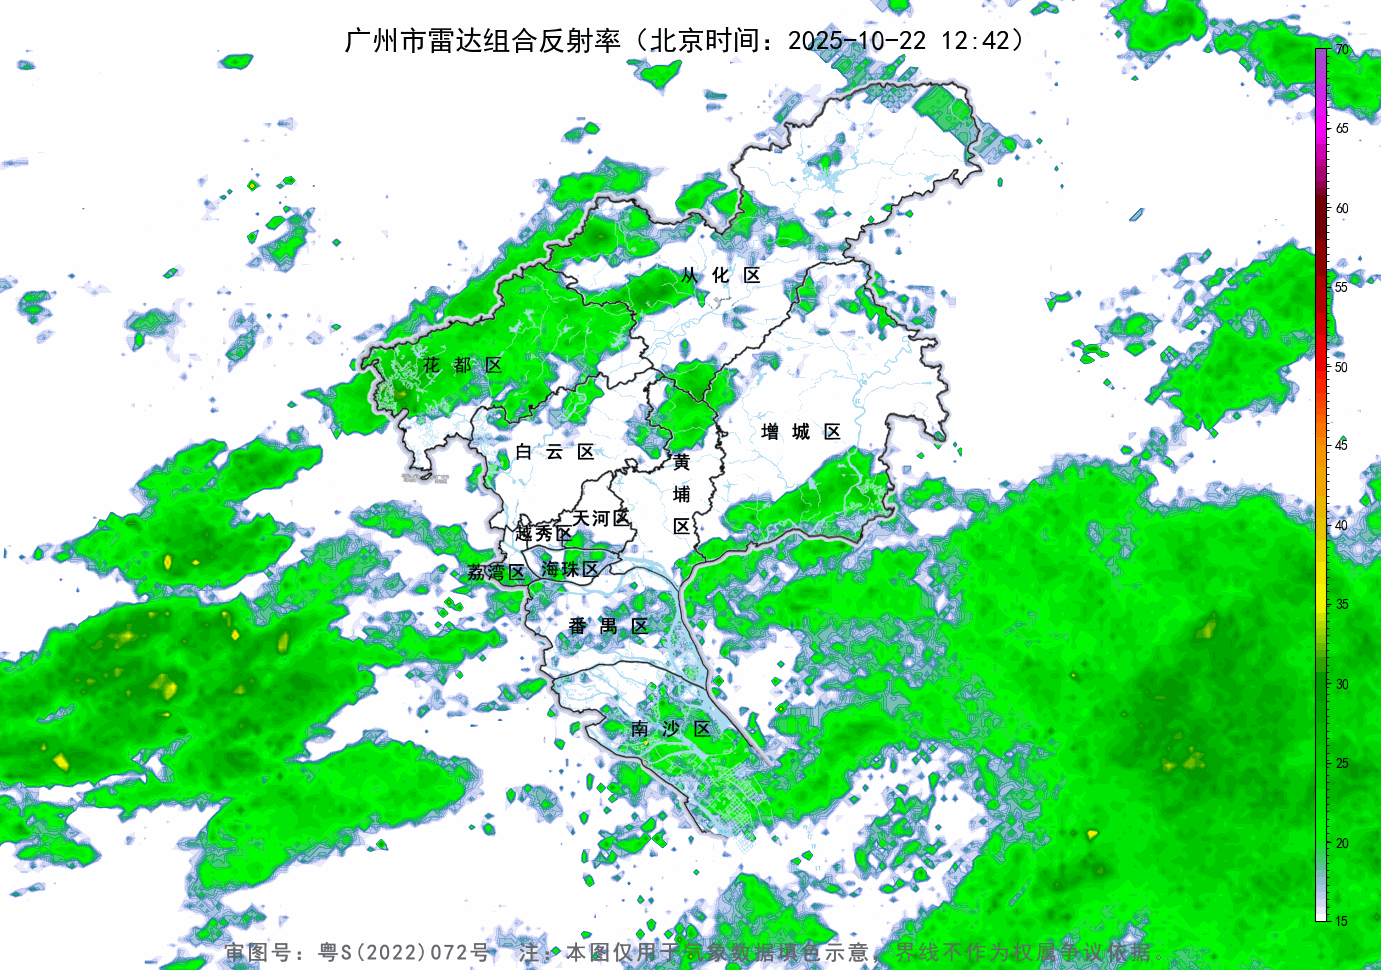 广州市雷达组合反射率（北京时间：2025-10-22 12:42）
70
65
60
55
50
45
40
35
30
25
20
15
从化区
花都区
增城区
白云区
黄埔区
天河区
越秀区
海珠区
荔湾区
番禺区
南沙区
审图号：粤S(2022)072号 注：本图仅用于气象数据填色示意，界线不作为权属争议依据。